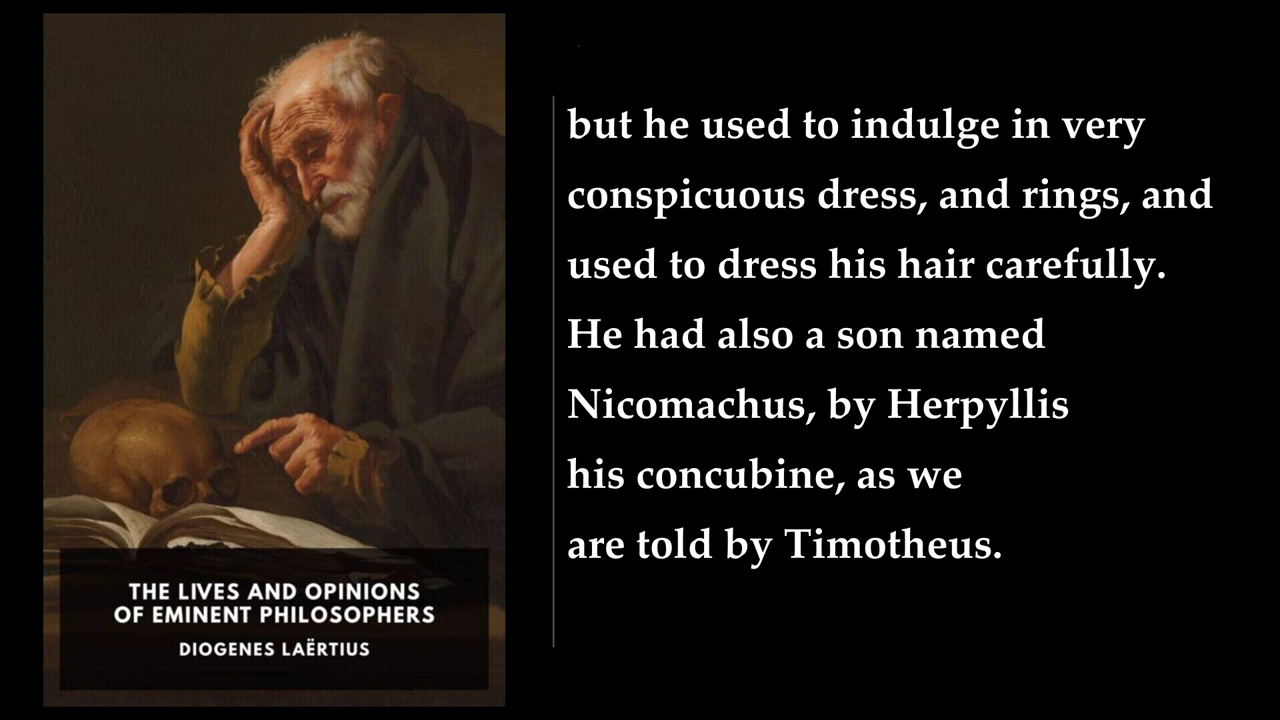 THE LIVES AND OPINIONS
OF EMINENT PHILOSOPHERS
DIOGENES LAËRTIUS
but he used to indulge in very
conspicuous dress, and rings, and
used to dress his hair carefully.
He had also a son named
Nicomachus, by Herpyllis
his concubine, as we
are told by Timotheus.